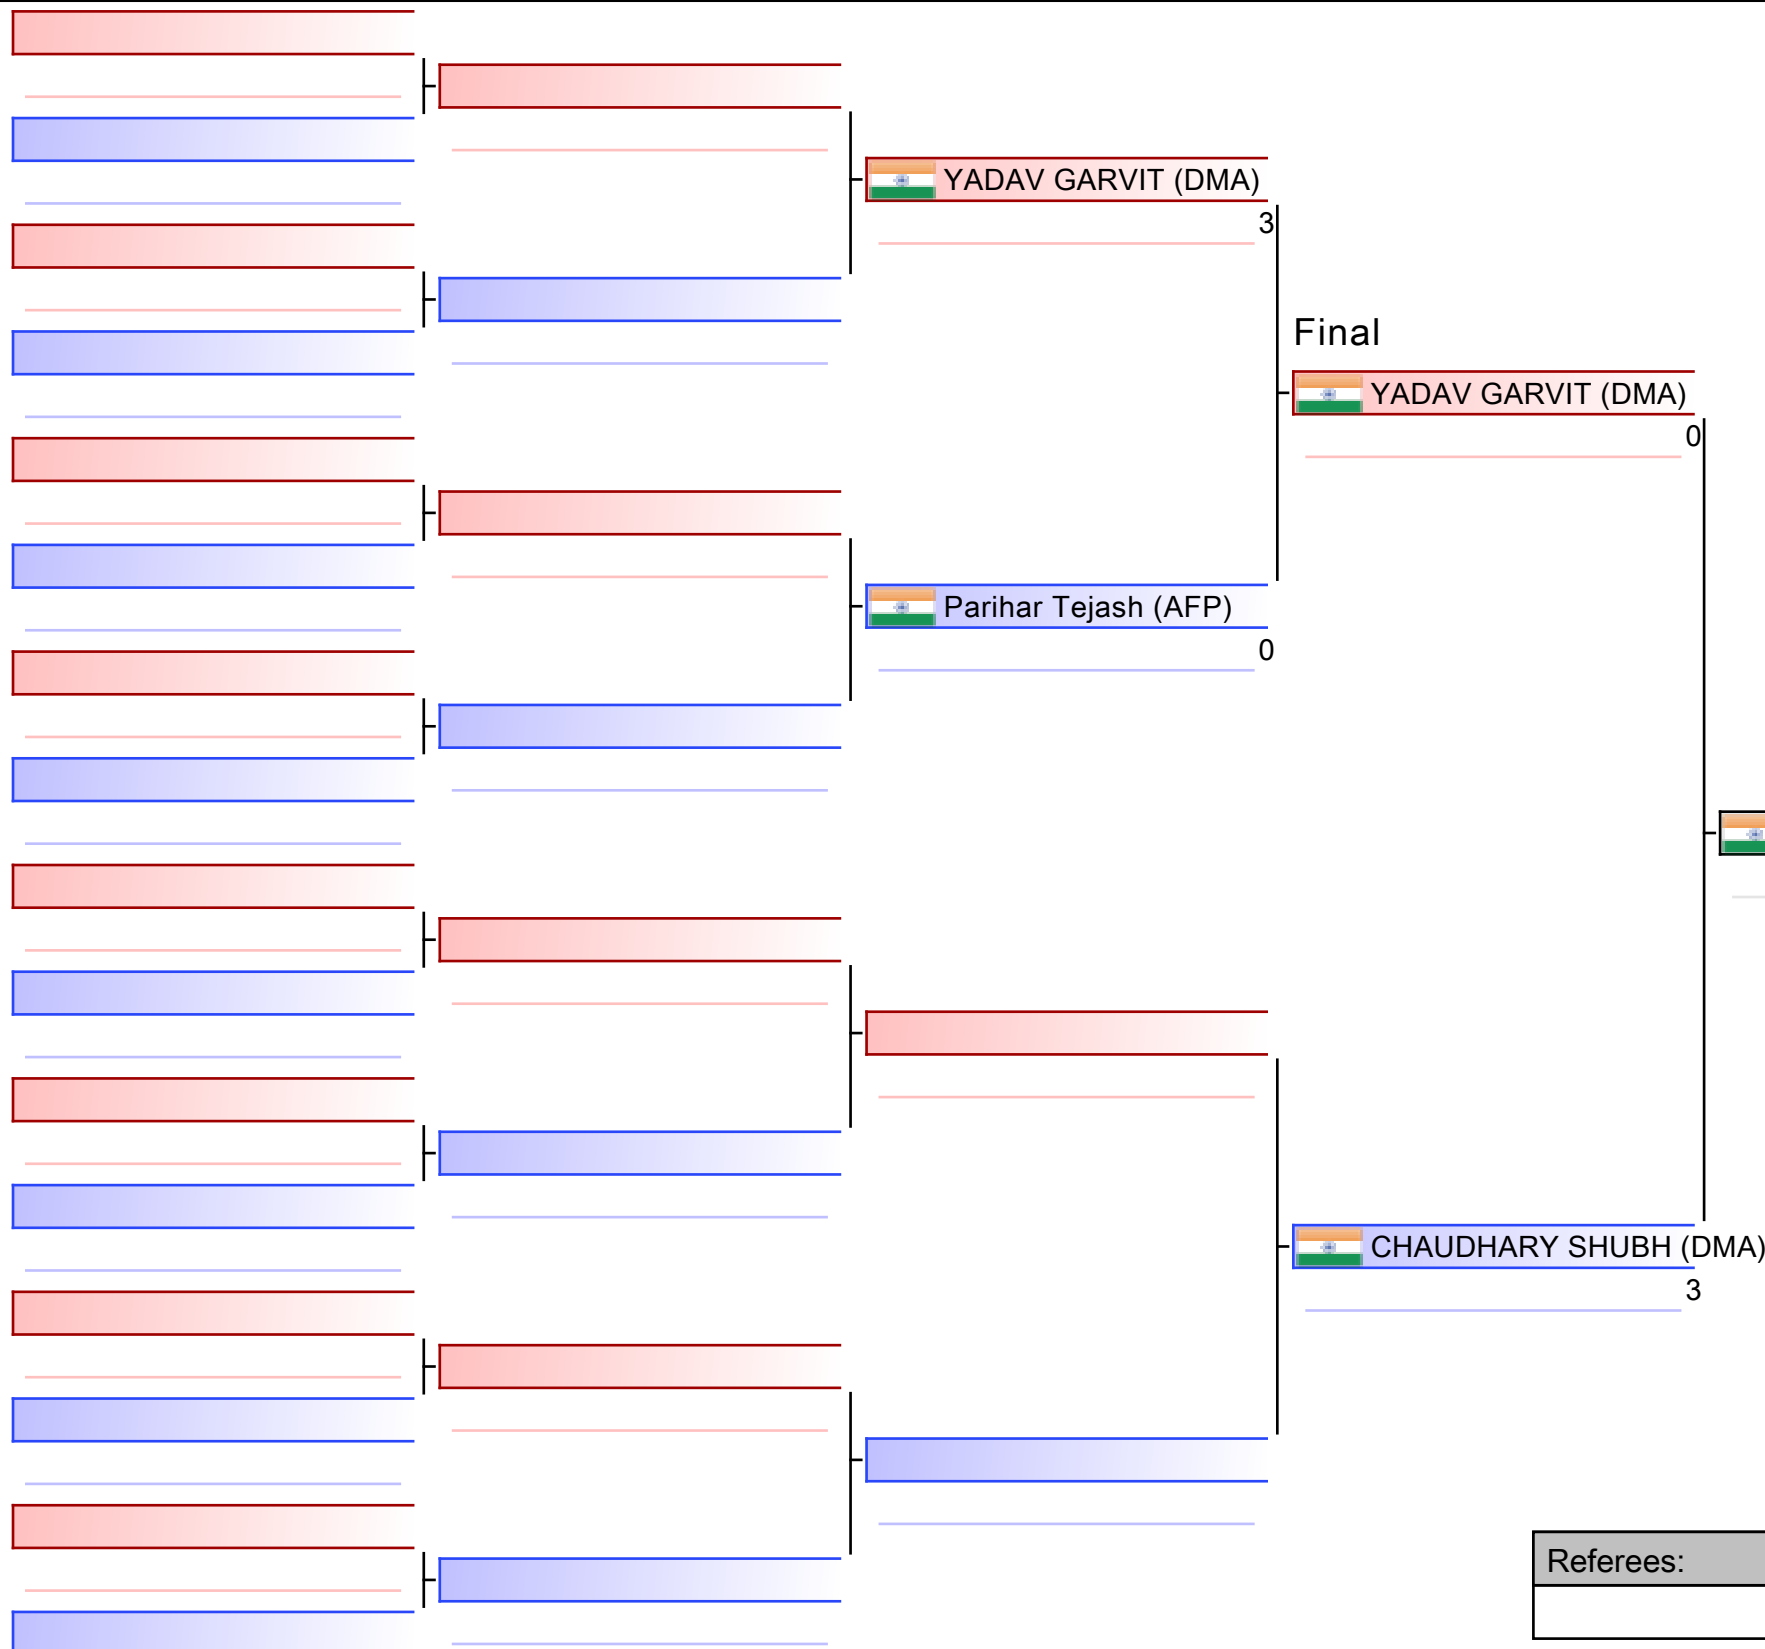 YADAV GARVIT (DMA)
3
Final
YADAV GARVIT (DMA)
0
Parihar Tejash (AFP)
0
CHAUDHARY SHUBH (DMA)
3
Referees: